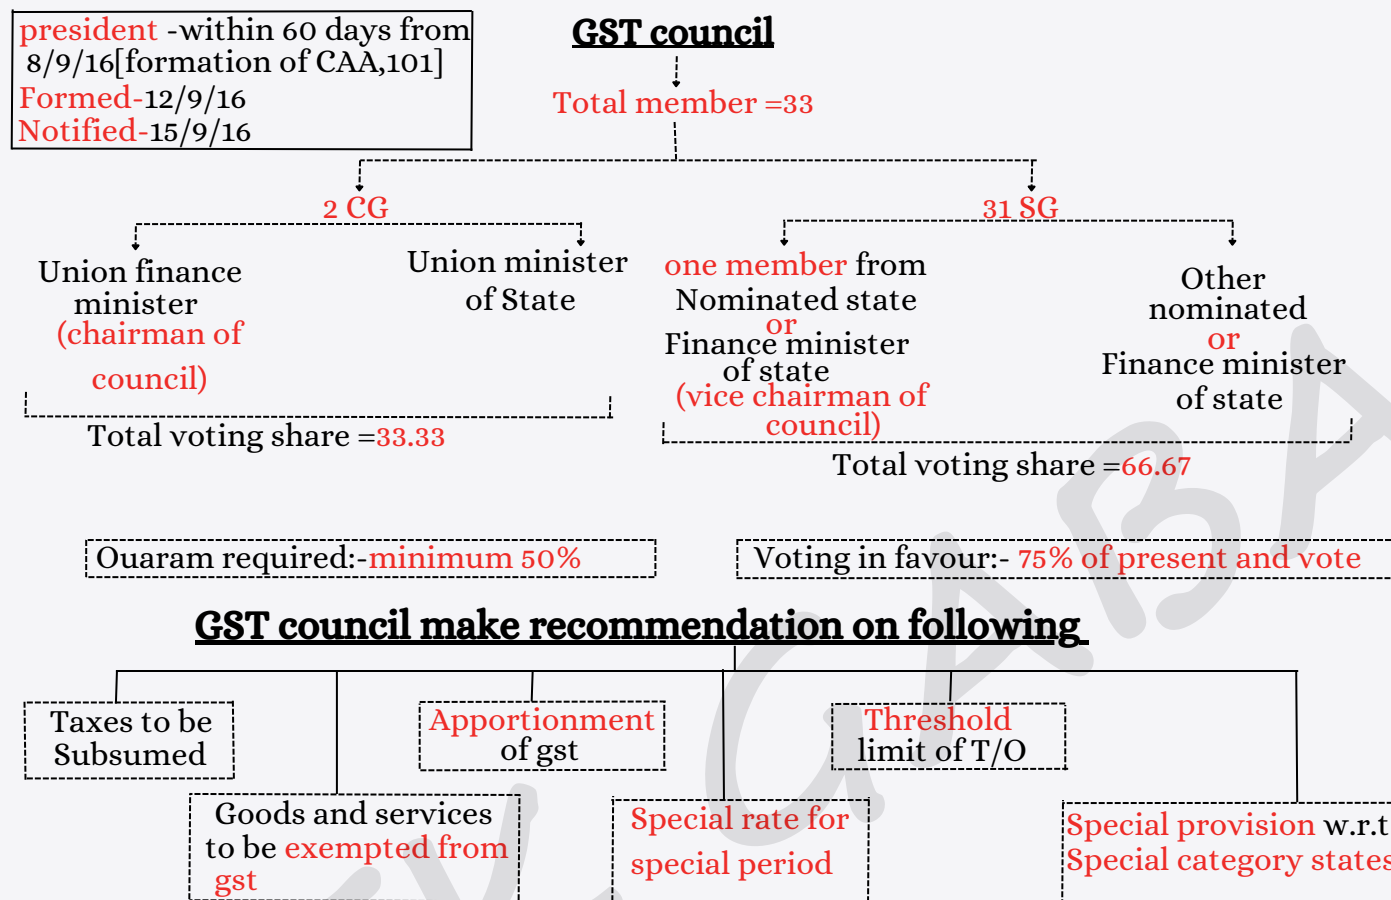 president -within 60 days from
8/9/16[formation of CAA,101]
Formed-12/9/16
Notified-15/9/16
GST council
Total member =33
2 CG
31 SG
Union finance
minister
(chairman of
council)
Union minister
of State
one member from
Nominated state
or
Finance minister
of state
(vice chairman of
council)
Other
nominated
or
Finance minister
of state
Total voting share =33.33
Total voting share =66.67
Ouaram required:-minimum 50%
Voting in favour:- 75% of present and vote
GST council make recommendation on following
Taxes to be
Subsumed
Apportionment
of gst
Threshold
limit of T/O
Goods and services
to be exempted from
gst
Special rate for
special period
Special provision w.r.t
Special category states
GABA